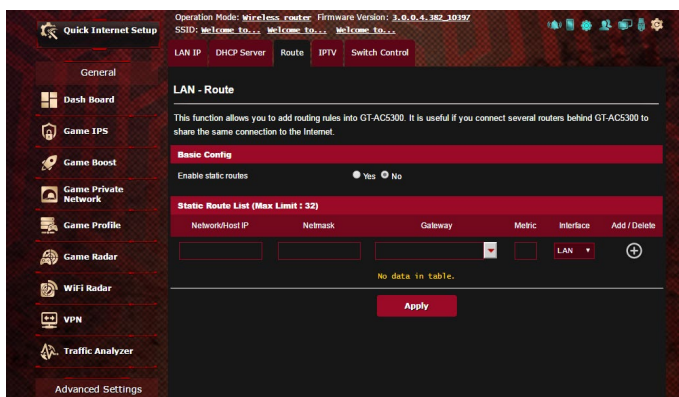 Quick Internet Setup
General
Dash Board
Game IPS
Game Boost
Game Private
Network
Game Profile
Game Radar
WiFi Radar
VPN
Traffic Analyzer
Advanced Settings
Operation Mode: Wireless router Firmware Version: 3.0.0.4.382_10397
SSID: Welcome to... Welcome to... Welcome to...
LAN IP DHCP Server Route IPTV Switch Control
LAN - Route
This function allows you to add routing rules into GT-AC5300. It is useful if you connect several routers behind GT-AC5300 to
share the same connection to the Internet.
Basic Config
Enable static routes Yes No
Static Route List (Max Limit : 32)
Network/Host IP Netmask Gateway Metric Interface Add / Delete
LAN
No data in table.
Apply